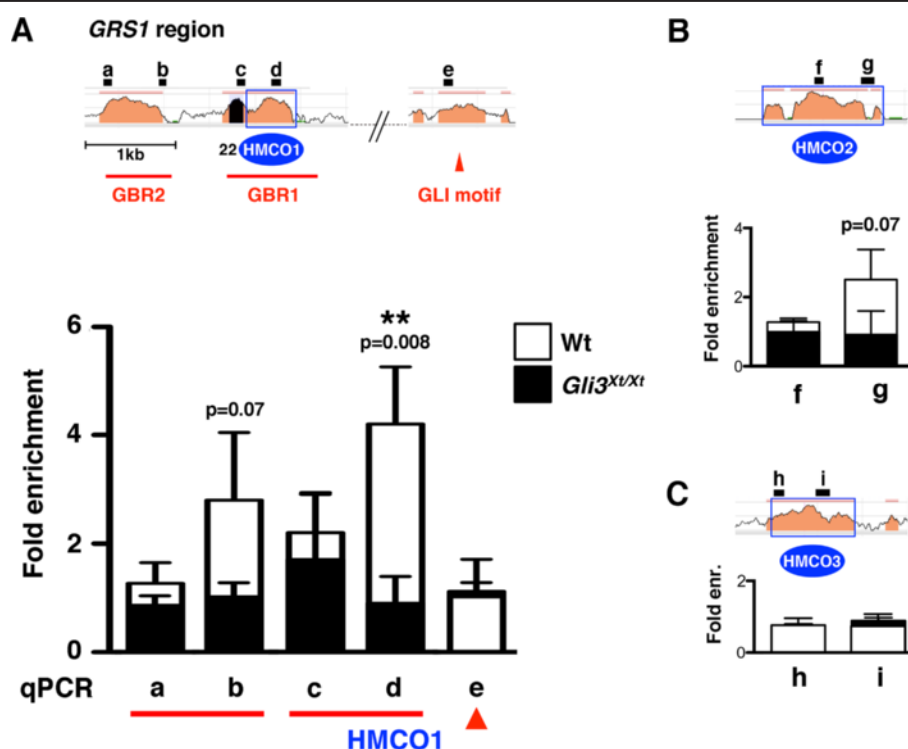 A
GRS1 region
a b c d e
1kb
22 HMCO1
GBR2 GBR1 GLI motif
6
4
2
0
Fold enrichment
p=0.07
**
p=0.008
Wt
Gli3Xt/Xt
qPCR a b c d e
HMCO1
B
f g
HMCO2
4
2
0
Fold enrichment
p=0.07
f g
C
h i
HMCO3
2
0
Fold enr.
h i